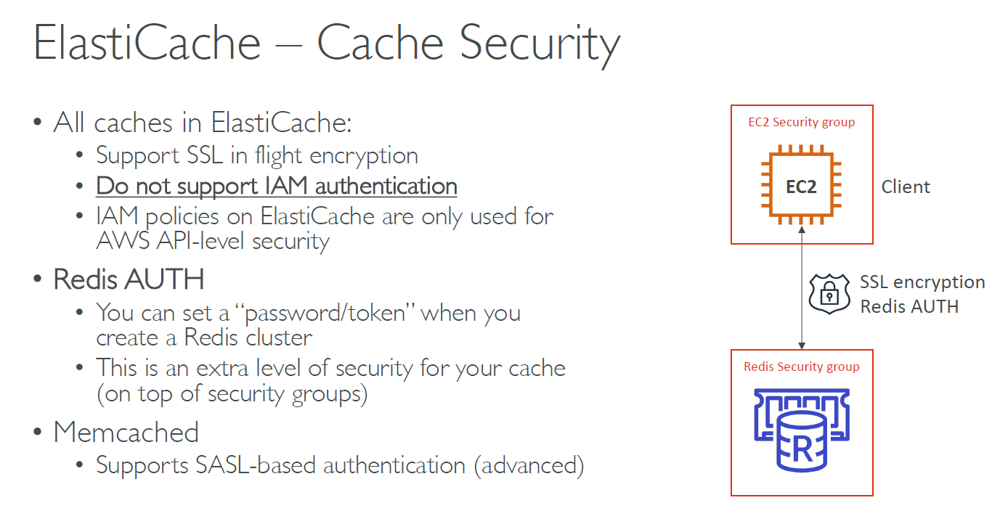 ElastiCache – Cache Security
• All caches in ElastiCache:
• Support SSL in flight encryption
• Do not support IAM authentication
• IAM policies on ElastiCache are only used for
AWS API-level security
• Redis AUTH
• You can set a “password/token” when you
create a Redis cluster
• This is an extra level of security for your cache
(on top of security groups)
• Memcached
• Supports SASL-based authentication (advanced)
EC2 Security group
EC2
Client
SSL encryption
Redis AUTH
Redis Security group
R